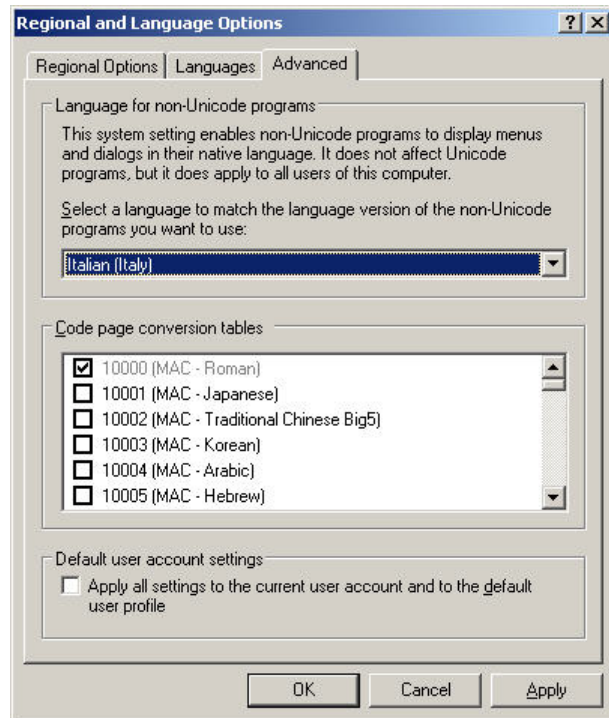 Regional and Language Options
Regional Options
Languages
Advanced
Language for non-Unicode programs
This system setting enables non-Unicode programs to display menus
and dialogs in their native language. It does not affect Unicode
programs, but it does apply to all users of this computer.
Select a language to match the language version of the non-Unicode
programs you want to use:
Italian (Italy)
Code page conversion tables
10000 (MAC - Roman)
10001 (MAC - Japanese)
10002 (MAC - Traditional Chinese Big5)
10003 (MAC - Korean)
10004 (MAC - Arabic)
10005 (MAC - Hebrew)
Default user account settings
Apply all settings to the current user account and to the default
user profile
OK
Cancel
Apply